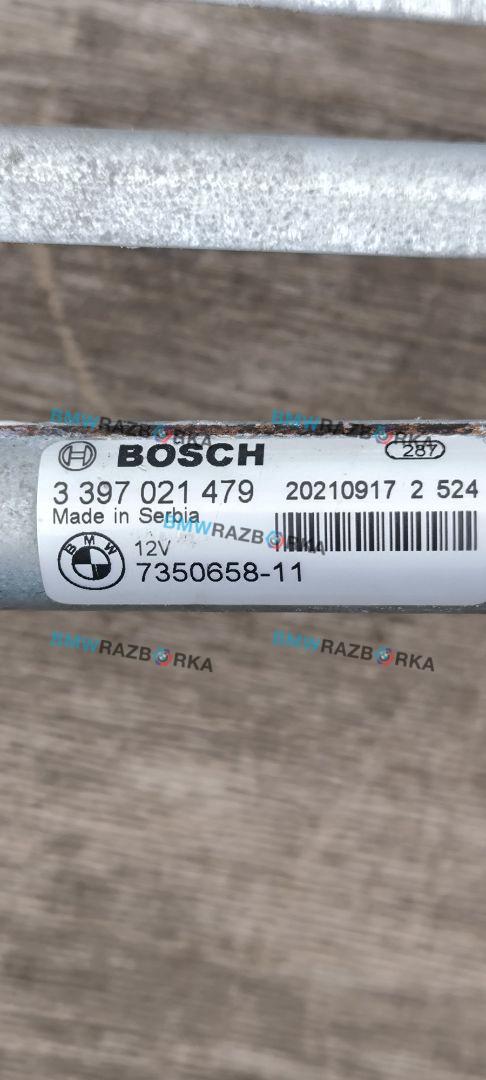 BMWRAZBORKA BMWRAZBORKA
BOSCH 287
3 397 021 479 20210917 2 524
Made in Serbia
BMWRAZBORKA
BMW 12V
7350658-11
BMWRAZBORKA BMWRAZBORKA